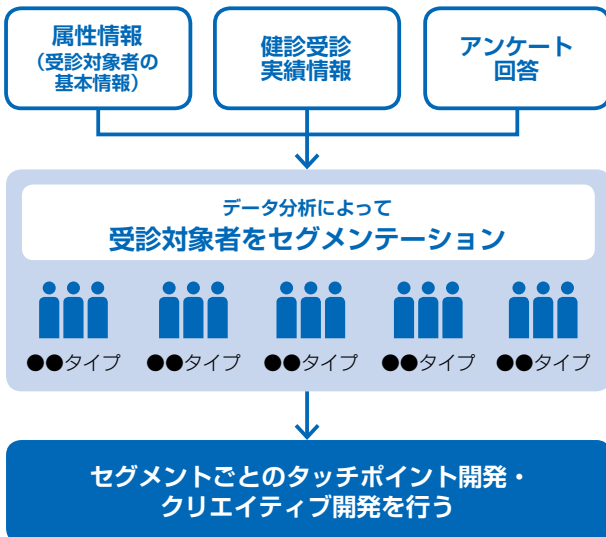 属性情報
（受診対象者の
基本情報）
健診受診
実績情報
アンケート
回答
データ分析によって
受診対象者をセグメンテーション
●●タイプ
●●タイプ
●●タイプ
●●タイプ
●●タイプ
セグメントごとのタッチポイント開発・
クリエイティブ開発を行う